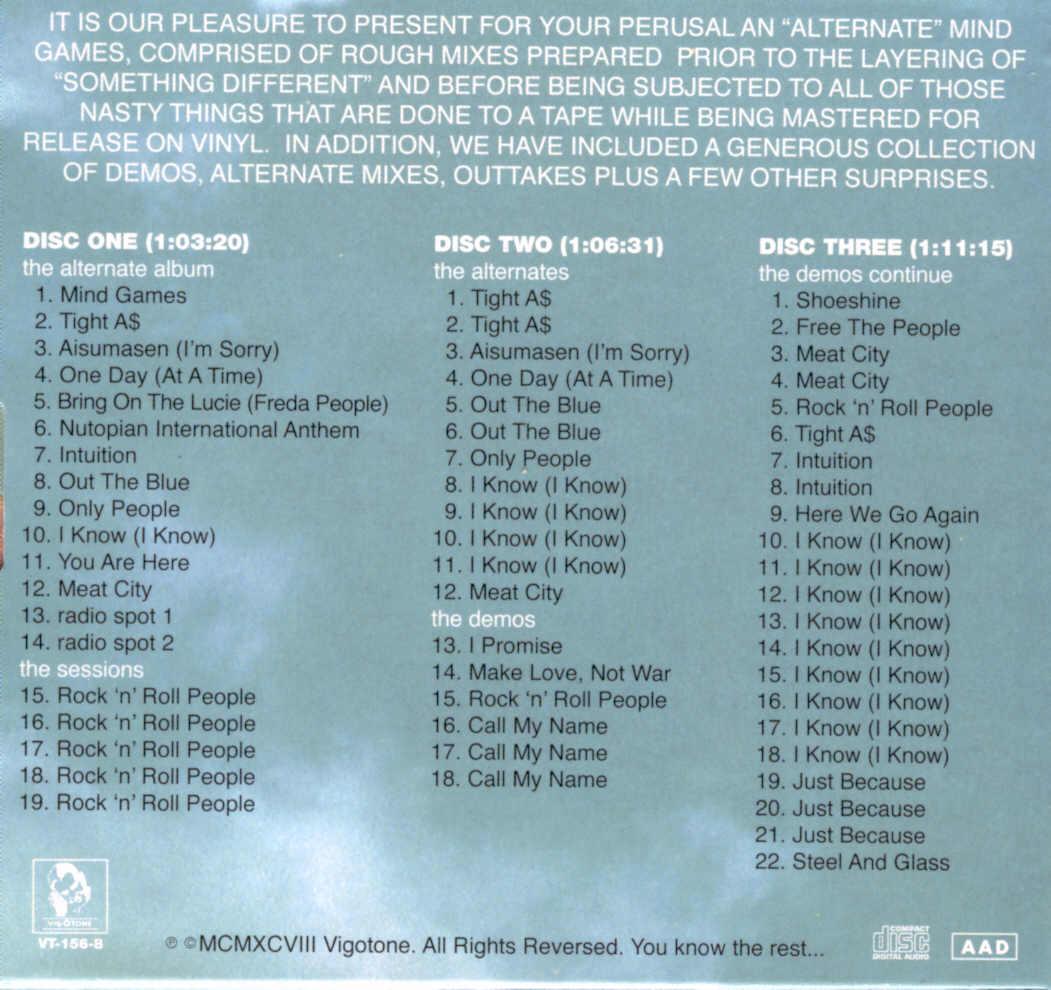 IT IS OUR PLEASURE TO PRESENT FOR YOUR PERUSAL AN “ALTERNATE” MIND
GAMES, COMPRISED OF ROUGH MIXES PREPARED PRIOR TO THE LAYERING OF
“SOMETHING DIFFERENT” AND BEFORE BEING SUBJECTED TO ALL OF THOSE
NASTY THINGS THAT ARE DONE TO A TAPE WHILE BEING MASTERED FOR
RELEASE ON VINYL. IN ADDITION, WE HAVE INCLUDED A GENEROUS COLLECTION
OF DEMOS, ALTERNATE MIXES, OUTTAKES PLUS A FEW OTHER SURPRISES.
DISC ONE (1:03:20)
the alternate album
1. Mind Games
2. Tight A$
3. Aisumasen (I'm Sorry)
4. One Day (At A Time)
5. Bring On The Lucie (Freda People)
6. Nutopian International Anthem
7. Intuition
8. Out The Blue
9. Only People
10. I Know (I Know)
11. You Are Here
12. Meat City
13. radio spot 1
14. radio spot 2
the sessions
15. Rock ‘n’ Roll People
16. Rock ‘n’ Roll People
17. Rock ‘n’ Roll People
18. Rock ‘n’ Roll People
19. Rock ‘n’ Roll People
DISC TWO (1:06:31)
the alternates
1. Tight A$
2. Tight A$
3. Aisumasen (I'm Sorry)
4. One Day (At A Time)
5. Out The Blue
6. Out The Blue
7. Only People
8. I Know (I Know)
9. I Know (I Know)
10. I Know (I Know)
11. I Know (I Know)
12. Meat City
the demos
13. I Promise
14. Make Love, Not War
15. Rock ‘n’ Roll People
16. Call My Name
17. Call My Name
18. Call My Name
DISC THREE (1:11:15)
the demos continue
1. Shoeshine
2. Free The People
3. Meat City
4. Meat City
5. Rock ‘n’ Roll People
6. Tight A$
7. Intuition
8. Intuition
9. Here We Go Again
10. I Know (I Know)
11. I Know (I Know)
12. I Know (I Know)
13. I Know (I Know)
14. I Know (I Know)
15. I Know (I Know)
16. I Know (I Know)
17. I Know (I Know)
18. I Know (I Know)
19. Just Because
20. Just Because
21. Just Because
22. Steel And Glass
VIGOTONE
VT-156-8
℗ ©MCMXCVIII Vigotone. All Rights Reversed. You know the rest...
COMPACT
disc
DIGITAL AUDIO
AAD